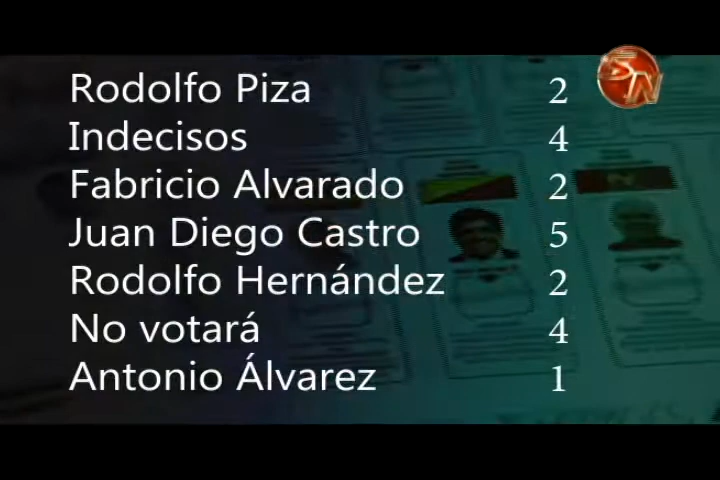 Rodolfo Piza 2
Indecisos 4
Fabricio Alvarado 2
Juan Diego Castro 5
Rodolfo Hernández 2
No votará 4
Antonio Álvarez 1